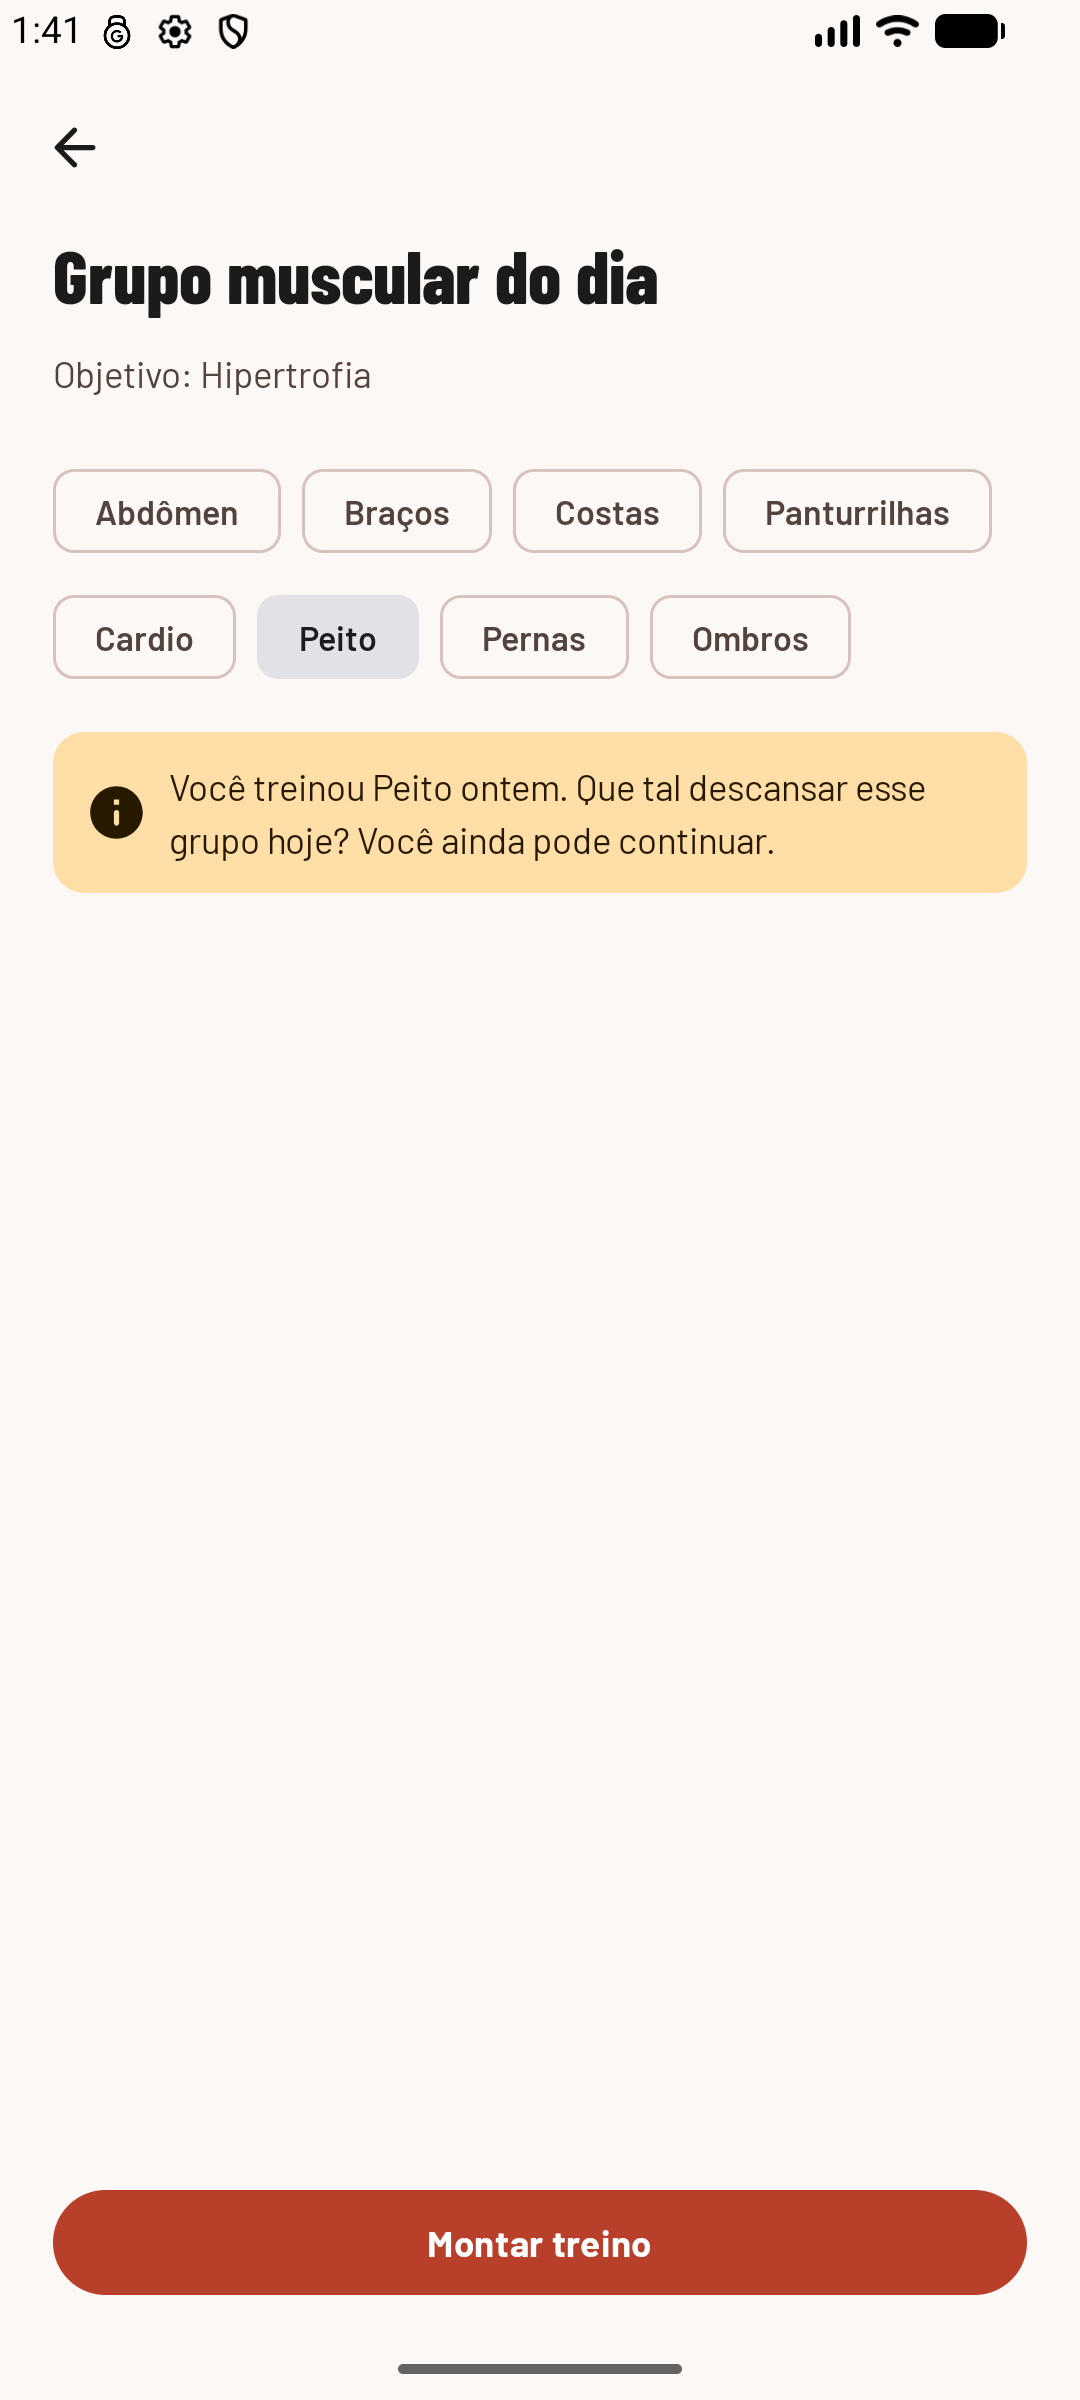 1:41
Grupo muscular do dia
Objetivo: Hipertrofia
Abdômen
Braços
Costas
Panturrilhas
Cardio
Peito
Pernas
Ombros
Você treinou Peito ontem. Que tal descansar esse
grupo hoje? Você ainda pode continuar.
Montar treino